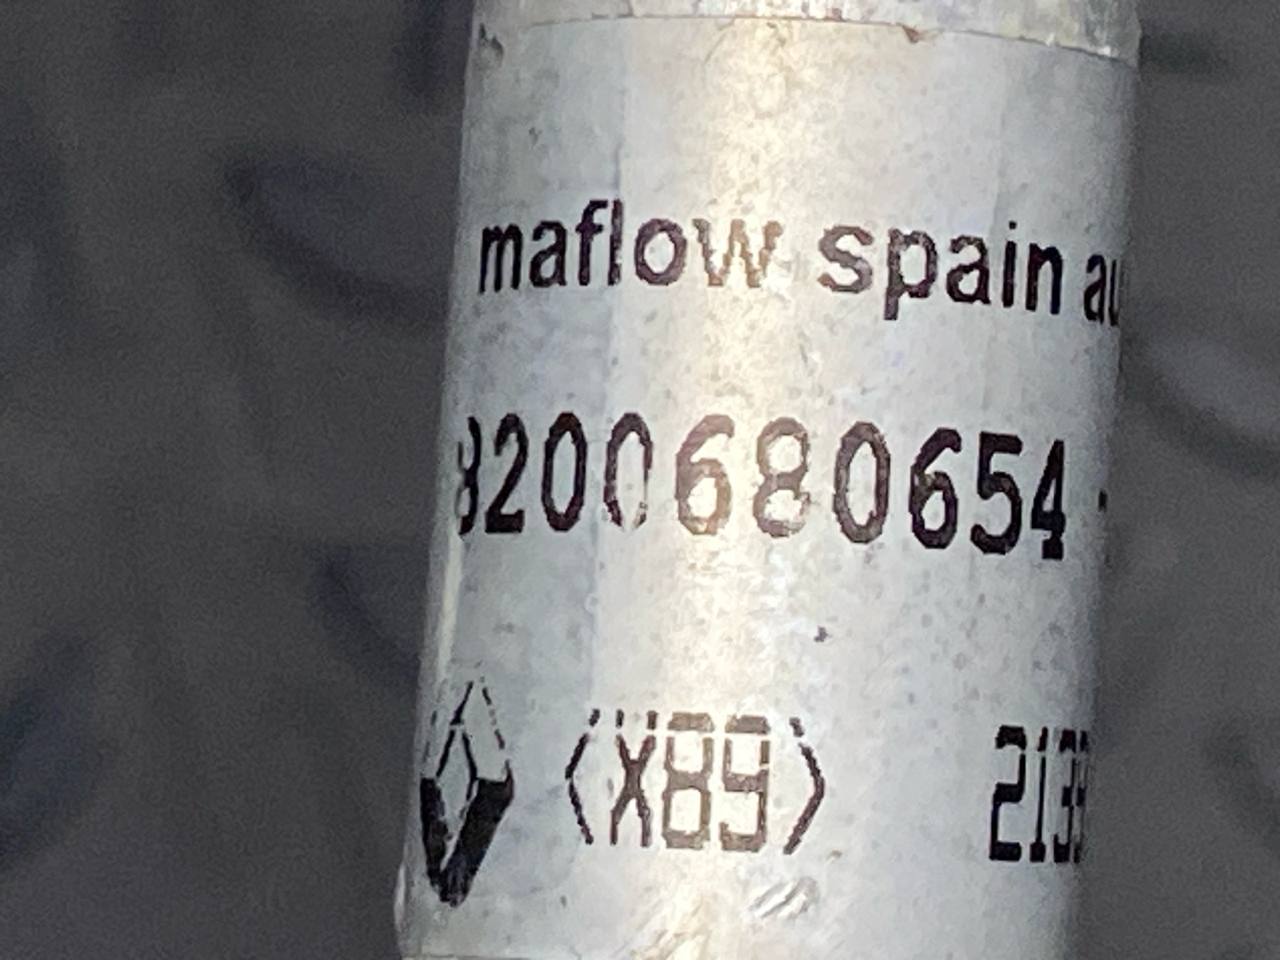 maflow spain au
8200680654
<X89> 213